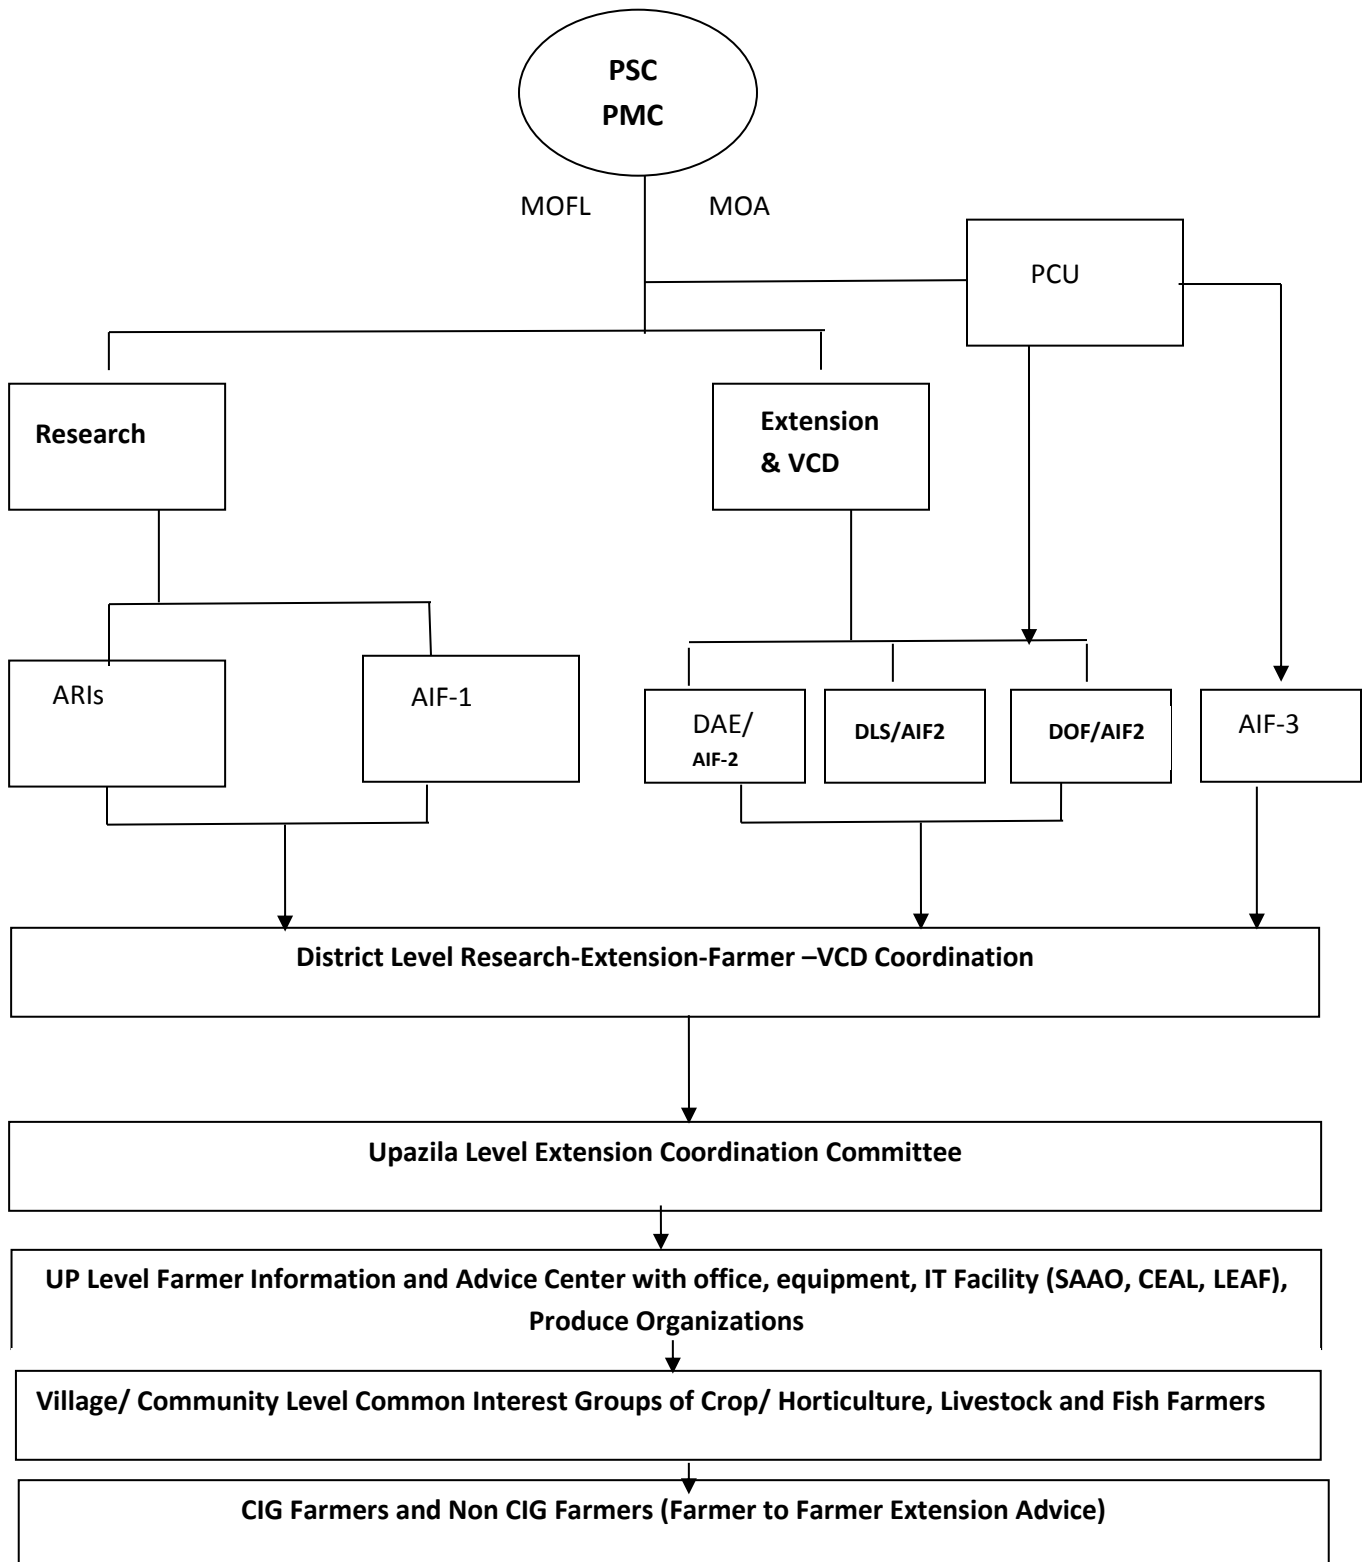 PSC
PMC
MOFL
MOA
PCU
Research
Extension
& VCD
ARIs
AIF-1
DAE/
AIF-2
DLS/AIF2
DOF/AIF2
AIF-3
District Level Research-Extension-Farmer –VCD Coordination
Upazila Level Extension Coordination Committee
UP Level Farmer Information and Advice Center with office, equipment, IT Facility (SAAO, CEAL, LEAF),
Produce Organizations
Village/ Community Level Common Interest Groups of Crop/ Horticulture, Livestock and Fish Farmers
CIG Farmers and Non CIG Farmers (Farmer to Farmer Extension Advice)